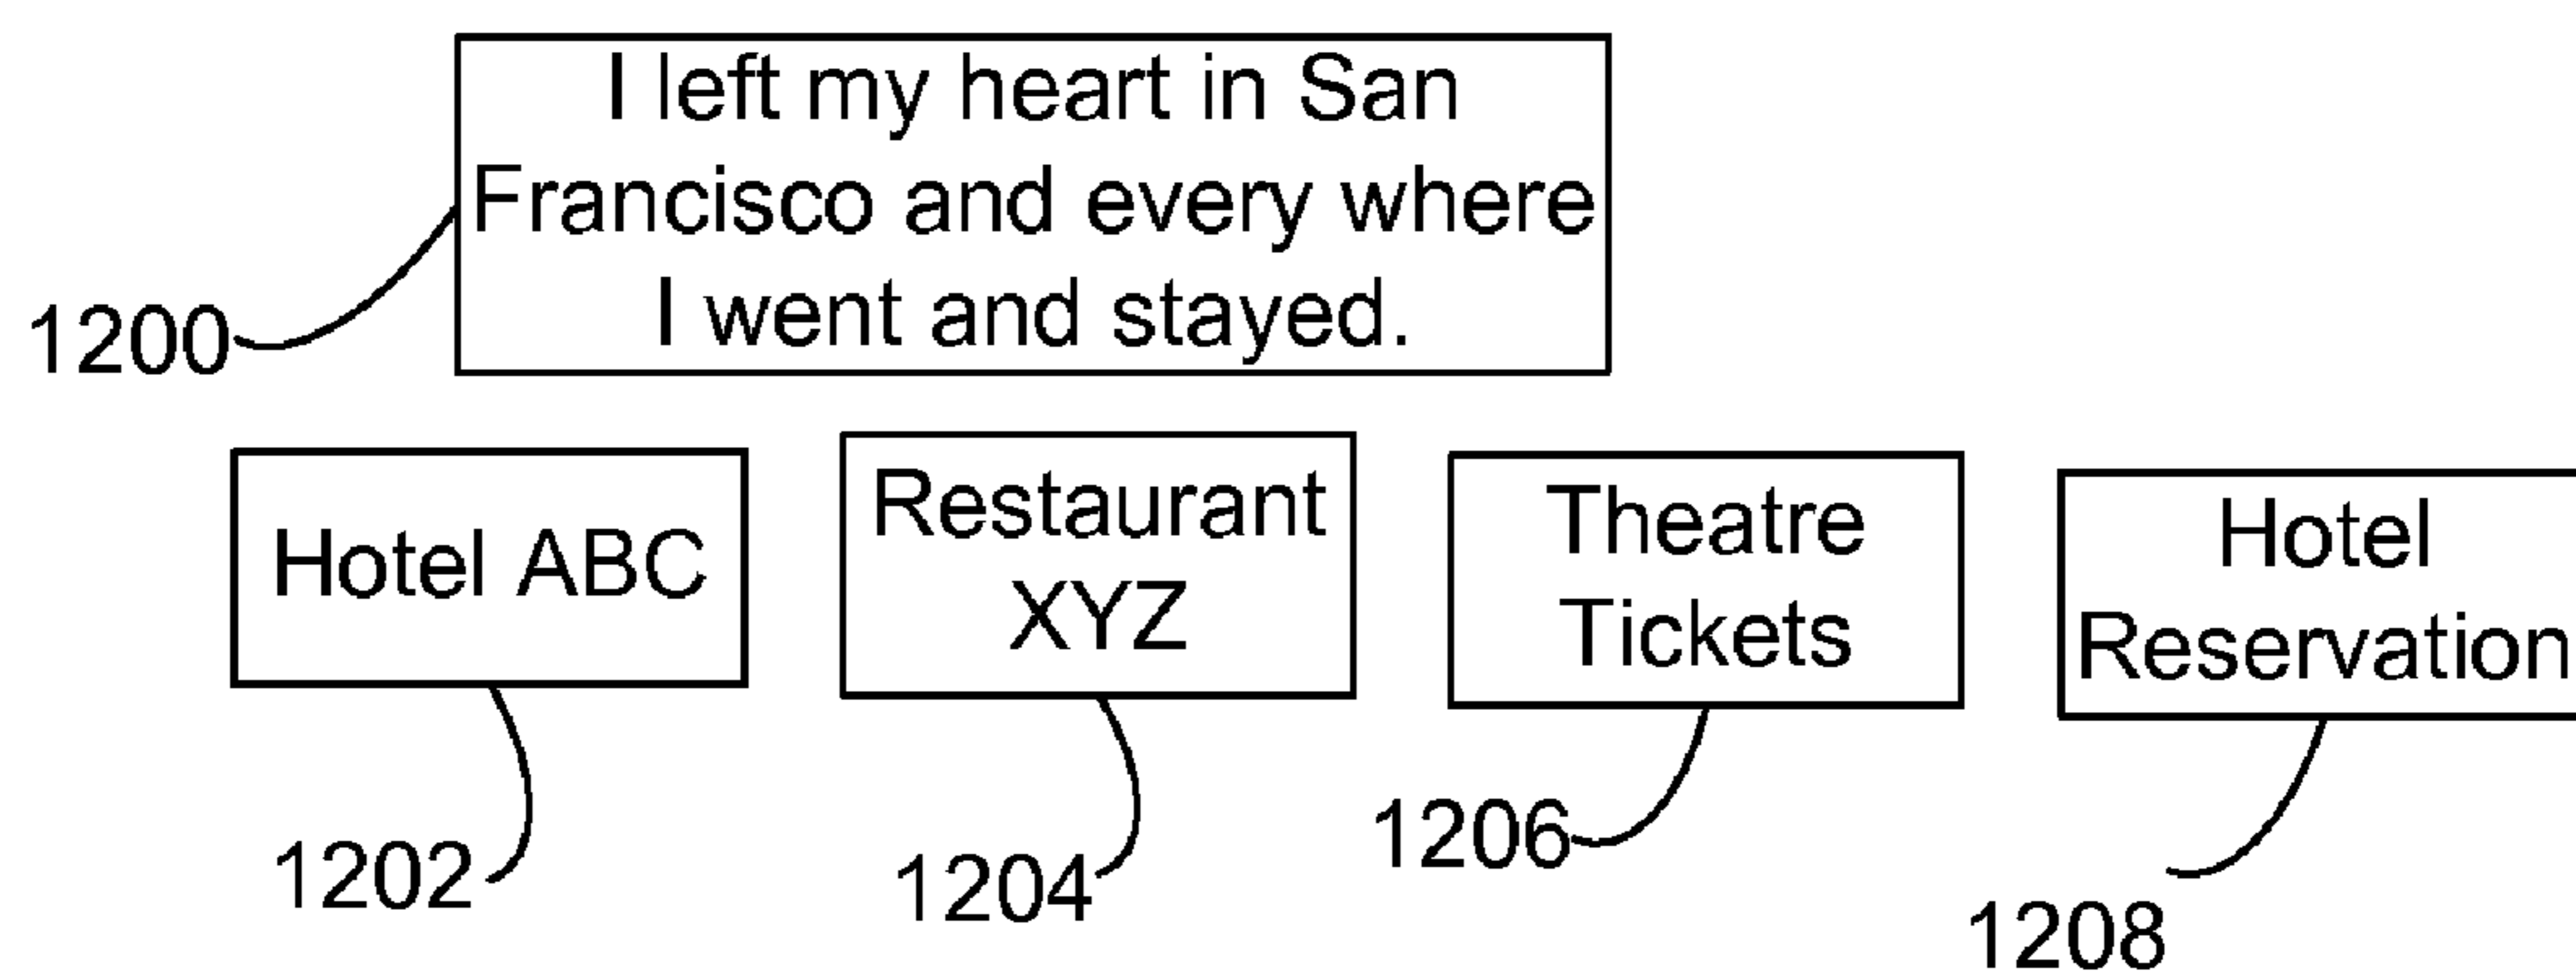 I left my heart in San
Francisco and every where
I went and stayed.
1200
Hotel ABC
Restaurant
XYZ
Theatre
Tickets
Hotel
Reservation
1202
1204
1206
1208